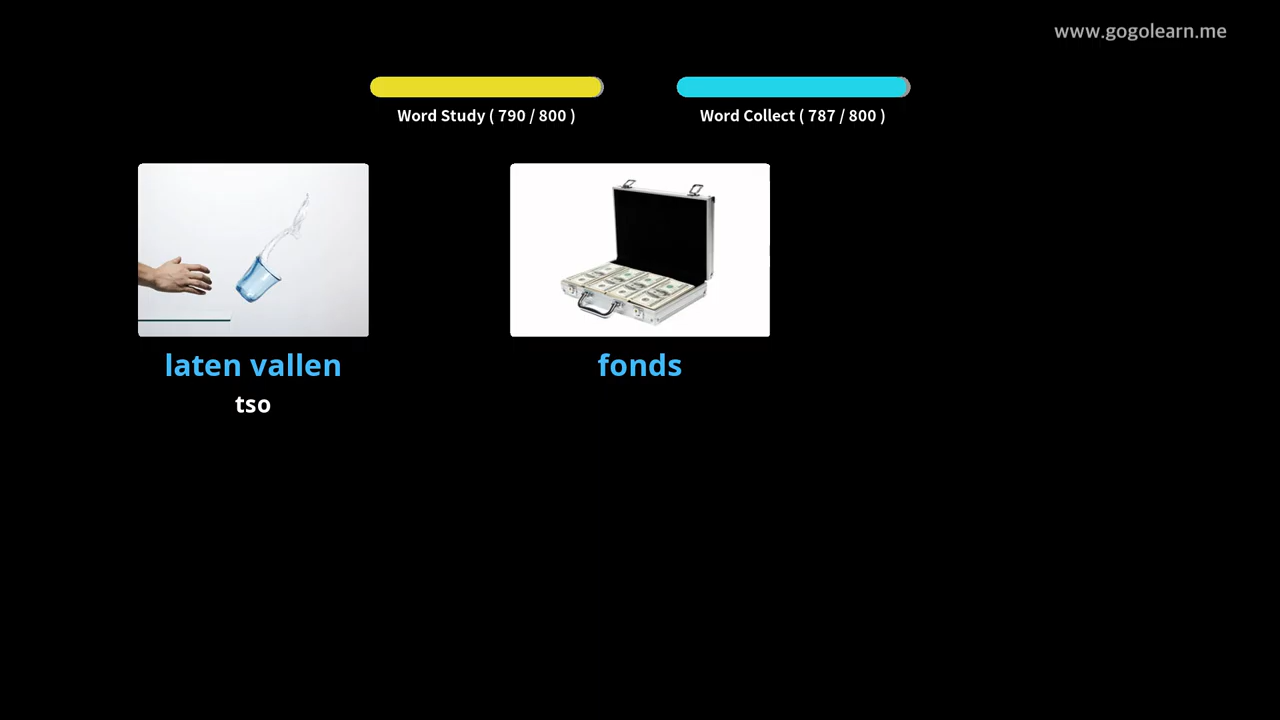 www.gogolearn.me
Word Study ( 790 / 800 )
Word Collect ( 787 / 800 )
laten vallen
tso
fonds